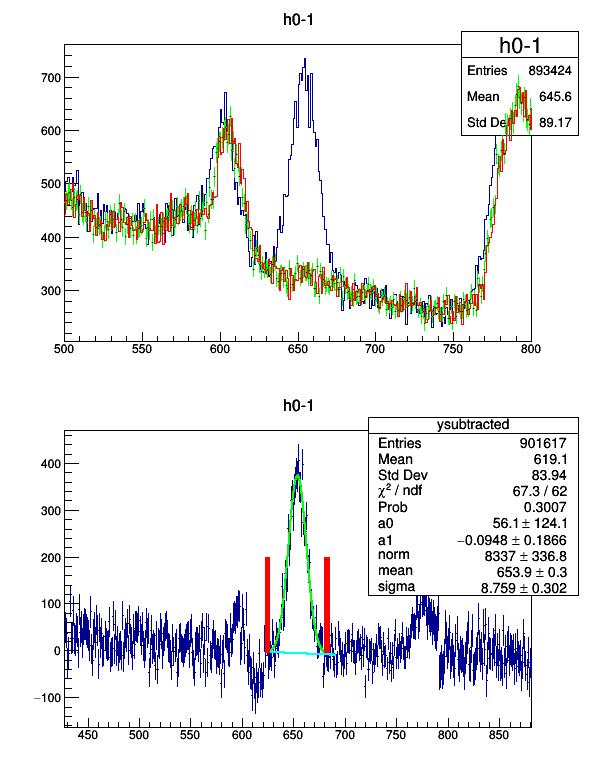 h0-1
h0-1
Entries 893424
Mean 645.6
Std De 89.17
700
600
500
400
300
500 550 600 650 700 750 800
h0-1
ysubtracted
Entries 901617
Mean 619.1
Std Dev 83.94
χ² / ndf 67.3 / 62
Prob 0.3007
a0 56.1 ± 124.1
a1 −0.0948 ± 0.1866
norm 8337 ± 336.8
mean 653.9 ± 0.3
sigma 8.759 ± 0.302
400
300
200
100
0
−100
450 500 550 600 650 700 750 800 850